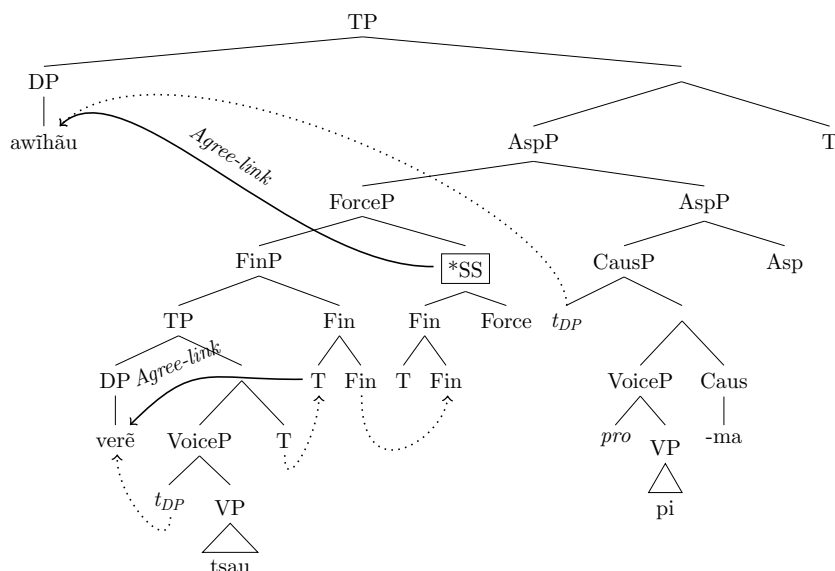 TP
DP
awĩhãu
Agree-link
AspP
T
ForceP
AspP
FinP
*SS
CausP
Asp
TP
Fin
Fin
Force
t_DP
DP
Agree-link
T
Fin
T
Fin
VoiceP
Caus
verẽ
VoiceP
T
pro
VP
-ma
t_DP
VP
pi
tsau